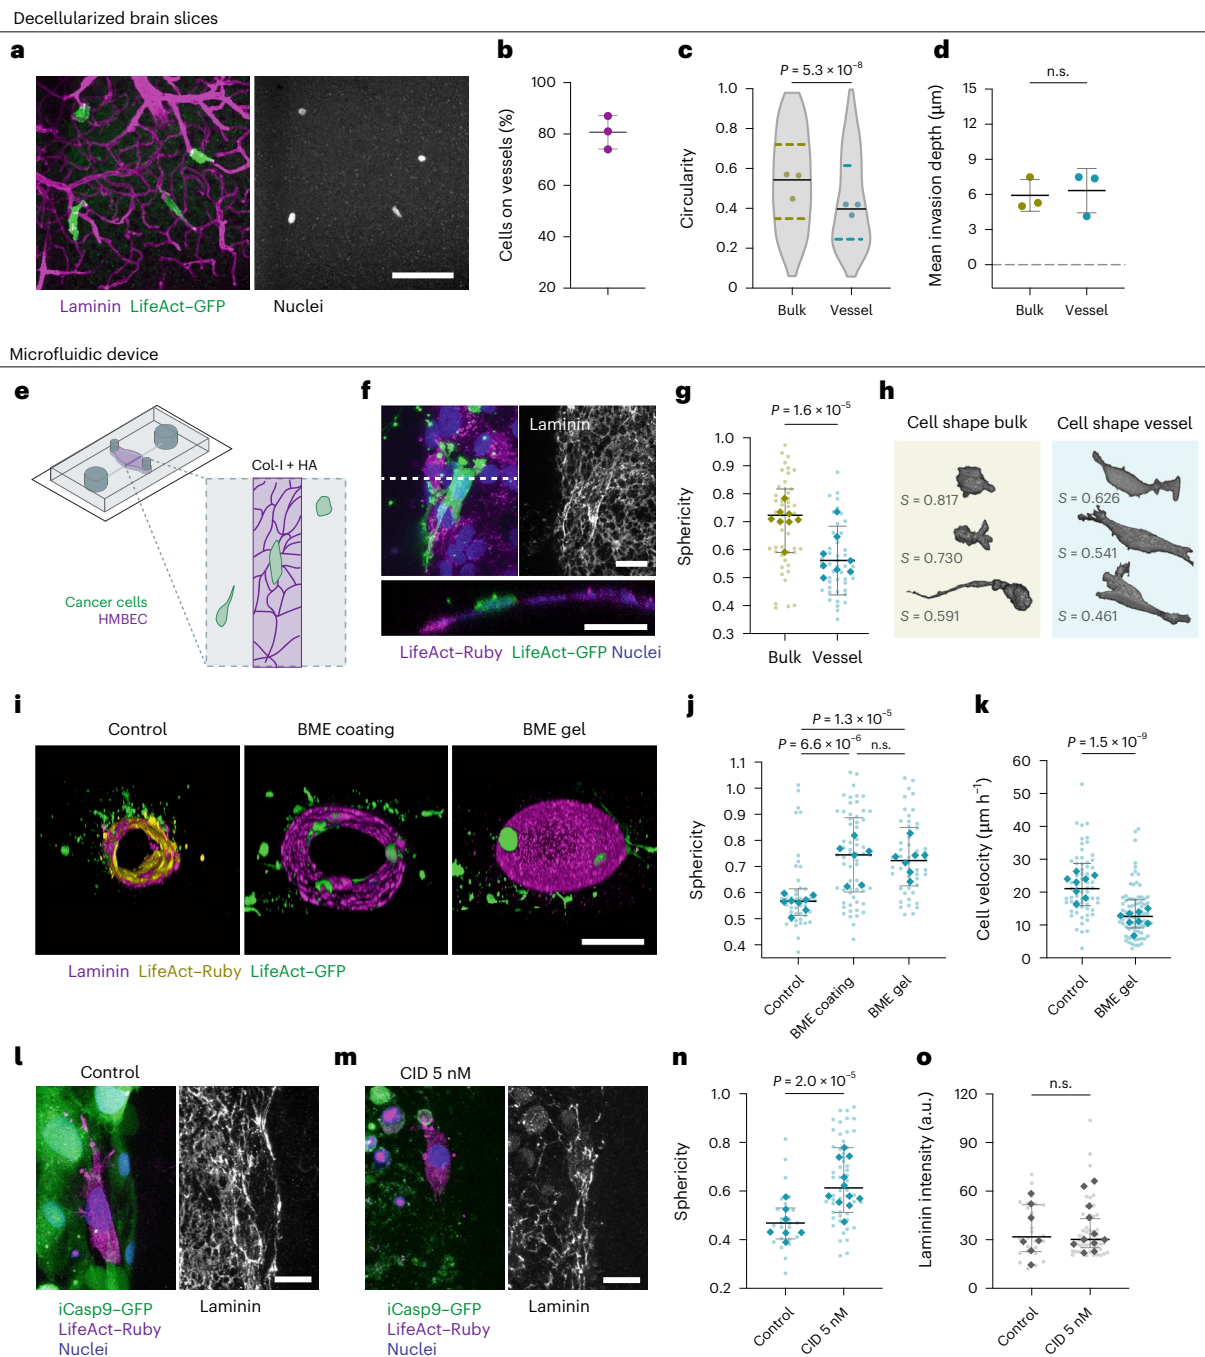 Decellularized brain slices
a
Laminin LifeAct–GFP
Nuclei
b
Cells on vessels (%)
100
80
60
40
20
c
P = 5.3 × 10⁻⁸
Circularity
1.0
0.8
0.6
0.4
0.2
0
Bulk
Vessel
d
n.s.
Mean invasion depth (μm)
15
9
6
3
0
Bulk
Vessel
Microfluidic device
e
Col-I + HA
Cancer cells
HMBEC
f
Laminin
LifeAct–Ruby LifeAct–GFP Nuclei
g
P = 1.6 × 10⁻⁵
Sphericity
1.0
0.9
0.8
0.7
0.6
0.5
0.4
0.3
Bulk Vessel
h
Cell shape bulk
S = 0.817
S = 0.730
S = 0.591
Cell shape vessel
S = 0.626
S = 0.541
S = 0.461
i
Control
BME coating
BME gel
Laminin LifeAct–Ruby LifeAct–GFP
j
P = 1.3 × 10⁻⁵
P = 6.6 × 10⁻⁶
n.s.
Sphericity
1.1
1.0
0.9
0.8
0.7
0.6
0.5
0.4
Control
BME coating
BME gel
k
P = 1.5 × 10⁻⁹
Cell velocity (μm h⁻¹)
60
50
40
30
20
10
0
Control
BME gel
l
Control
iCasp9–GFP
LifeAct–Ruby
Nuclei
Laminin
m
CID 5 nM
iCasp9–GFP
LifeAct–Ruby
Nuclei
Laminin
n
P = 2.0 × 10⁻⁵
Sphericity
1.0
0.8
0.6
0.4
0.2
Control
CID 5 nM
o
n.s.
Laminin intensity (a.u.)
120
90
60
30
0
Control
CID 5 nM